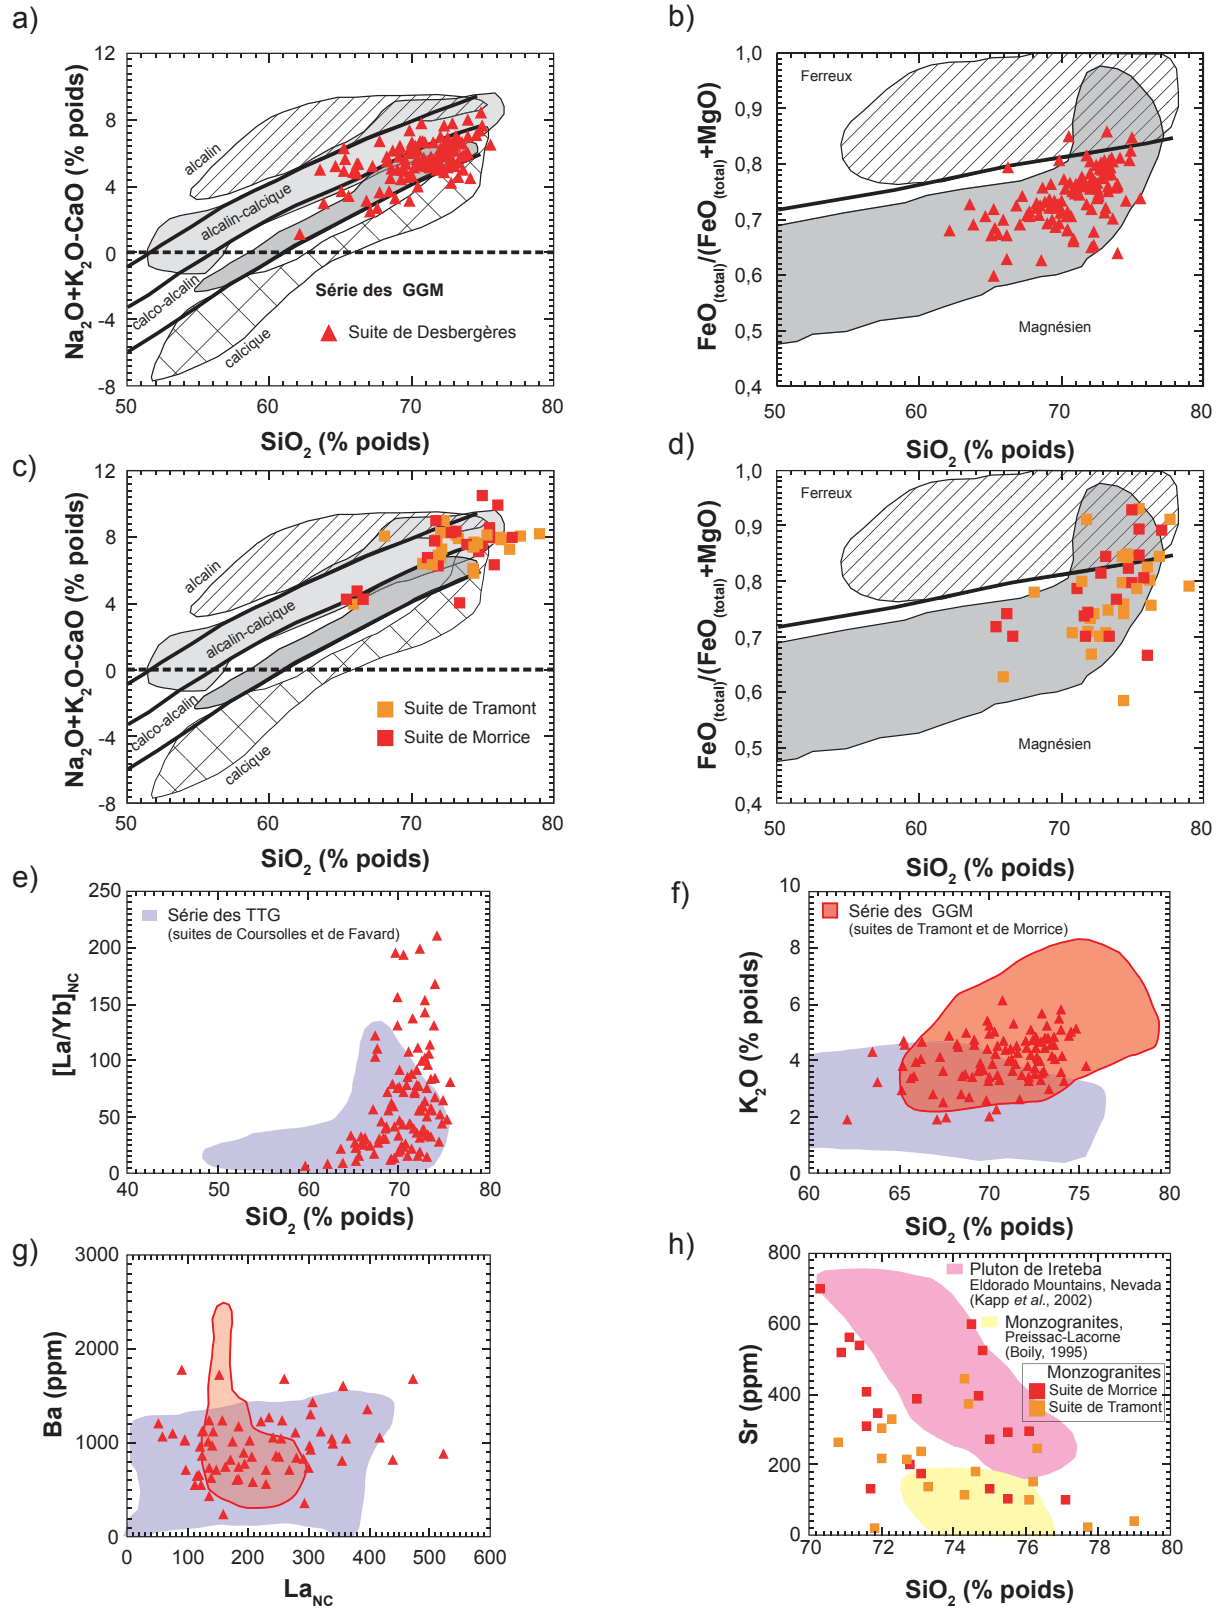 a)
Na2O+K2O-CaO (% poids)
12
8
4
0
-4
-8
alcalin
alcalin-calcique
calco-alcalin
calcique
Série des GGM
Suite de Desbergères
50
60
70
80
SiO2 (% poids)
b)
FeO(total)/(FeO(total)+MgO)
1,0
0,9
0,8
0,7
0,6
0,5
0,4
Ferreux
Magnésien
50
60
70
80
SiO2 (% poids)
c)
Na2O+K2O-CaO (% poids)
12
8
4
0
-4
-8
alcalin
alcalin-calcique
calco-alcalin
calcique
Suite de Tramont
Suite de Morrice
50
60
70
80
SiO2 (% poids)
d)
FeO(total)/(FeO(total)+MgO)
1,0
0,9
0,8
0,7
0,6
0,5
0,4
Ferreux
Magnésien
50
60
70
80
SiO2 (% poids)
e)
[La/Yb]NC
250
200
150
100
50
0
Série des TTG
(suites de Coursolles et de Favard)
40
50
60
70
80
SiO2 (% poids)
f)
K2O (% poids)
10
8
6
4
2
0
Série des GGM
(suites de Tramont et de Morrice)
60
65
70
75
80
SiO2 (% poids)
g)
Ba (ppm)
3000
2000
1000
0
0
100
200
300
400
500
600
LaNC
h)
Sr (ppm)
800
600
400
200
0
Pluton de Ireteba
Eldorado Mountains, Nevada
(Kapp et al., 2002)
Monzogranites,
Preissac-Lacorne
(Boily, 1995)
Monzogranites
Suite de Morrice
Suite de Tramont
70
72
74
76
78
80
SiO2 (% poids)